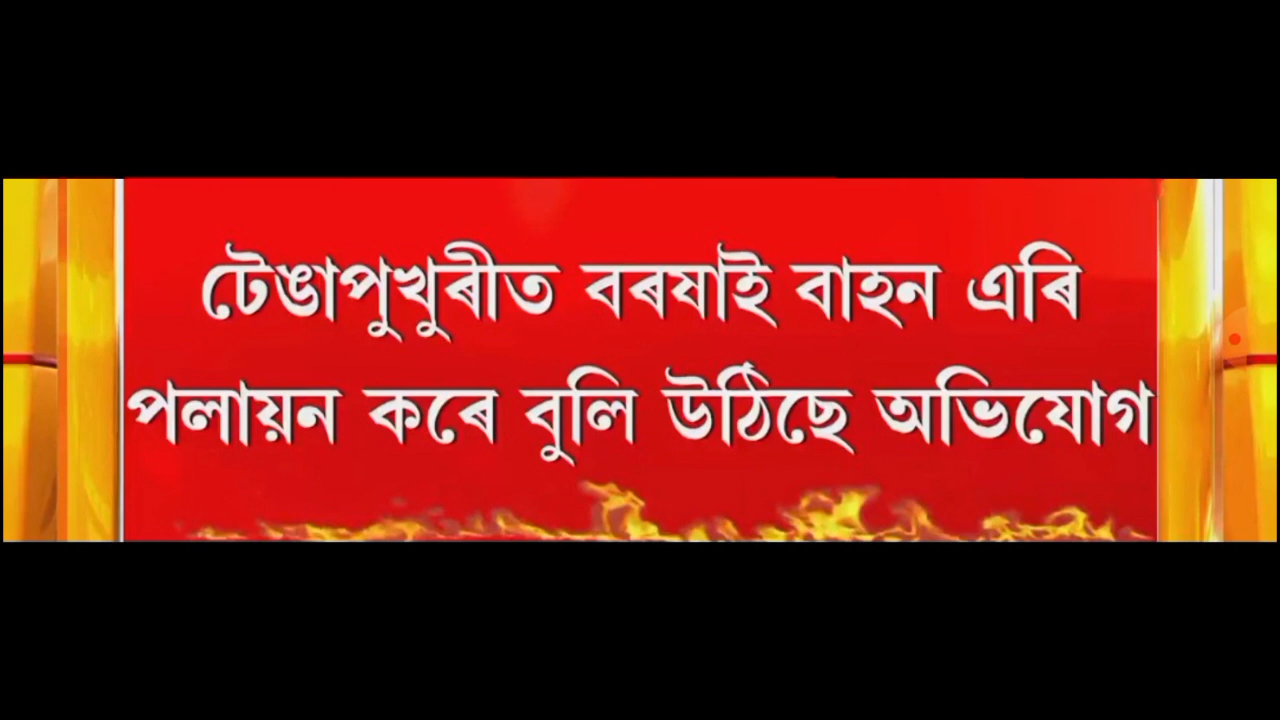 টেঙাপুখুৰীত বৰষাই বাহন এৰি
পলায়ন কৰে বুলি উঠিছে অভিযোগ